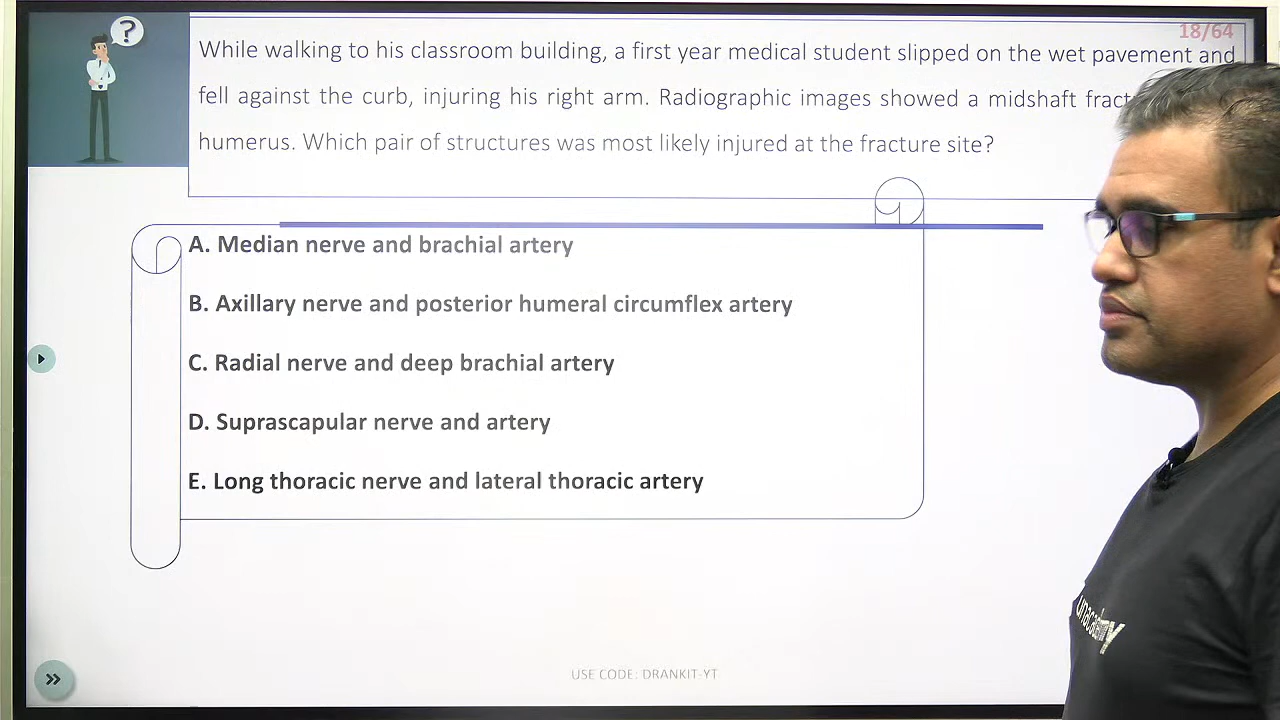 18/64
?
While walking to his classroom building, a first year medical student slipped on the wet pavement and
fell against the curb, injuring his right arm. Radiographic images showed a midshaft
humerus. Which pair of structures was most likely injured at the fracture site?
A. Median nerve and brachial artery
B. Axillary nerve and posterior humeral circumflex artery
C. Radial nerve and deep brachial artery
D. Suprascapular nerve and artery
E. Long thoracic nerve and lateral thoracic artery
unacademy
USE CODE: DRANKIT-YT